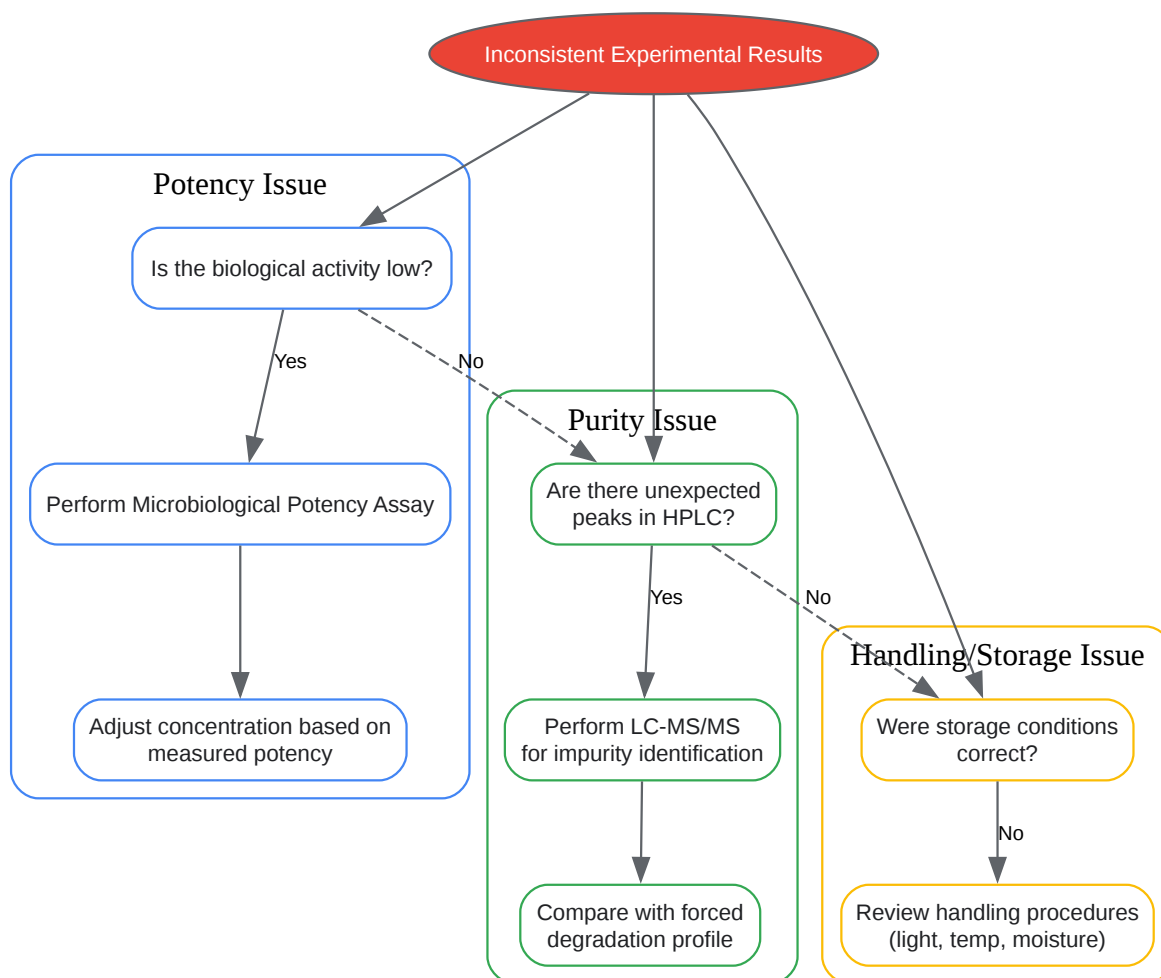 Inconsistent Experimental Results
Potency Issue
Is the biological activity low?
Yes
No
Perform Microbiological Potency Assay
Adjust concentration based on
measured potency
Purity Issue
Are there unexpected
peaks in HPLC?
Yes
No
Perform LC-MS/MS
for impurity identification
Compare with forced
degradation profile
Handling/Storage Issue
Were storage conditions
correct?
No
Review handling procedures
(light, temp, moisture)